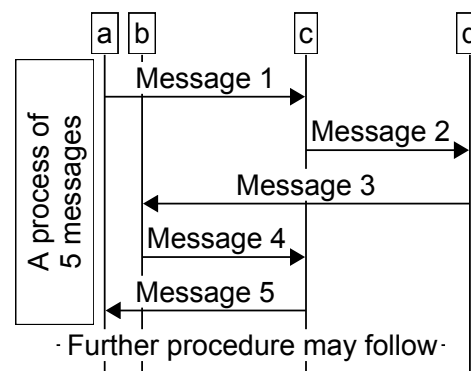 a
b
c
d
A process of
5 messages
Message 1
Message 2
Message 3
Message 4
Message 5
Further procedure may follow